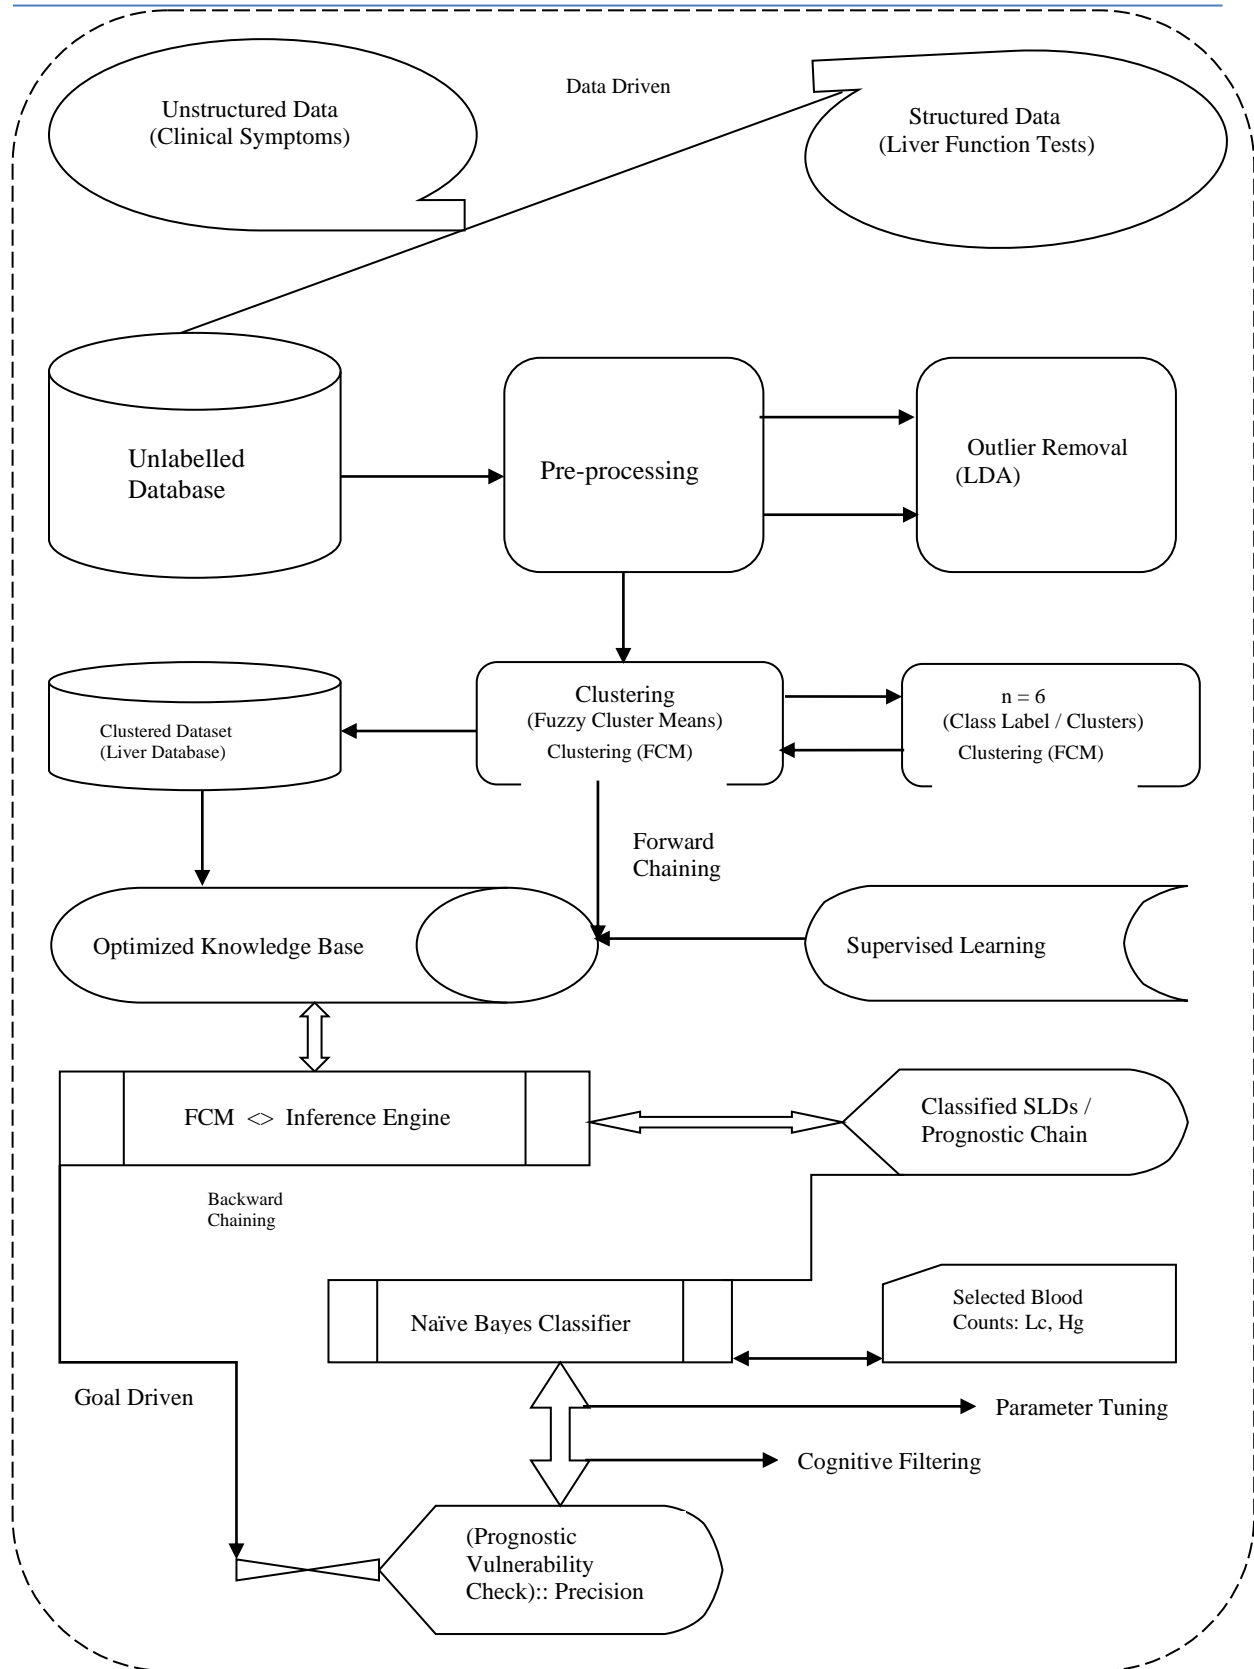 Data Driven
Unstructured Data
(Clinical Symptoms)
Structured Data
(Liver Function Tests)
Unlabelled
Database
Pre-processing
Outlier Removal
(LDA)
Clustered Dataset
(Liver Database)
Clustering
(Fuzzy Cluster Means)
Clustering (FCM)
n = 6
(Class Label / Clusters)
Clustering (FCM)
Forward
Chaining
Optimized Knowledge Base
Supervised Learning
FCM <> Inference Engine
Classified SLDs /
Prognostic Chain
Backward
Chaining
Naïve Bayes Classifier
Selected Blood
Counts: Lc, Hg
Goal Driven
Parameter Tuning
Cognitive Filtering
(Prognostic
Vulnerability
Check):: Precision